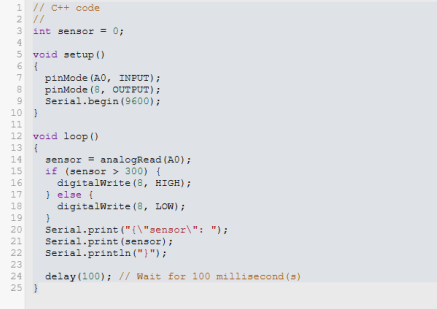 1 // C++ code
2 //
3 int sensor = 0;
4
5 void setup()
6 {
7   pinMode(A0, INPUT);
8   pinMode(8, OUTPUT);
9   Serial.begin(9600);
10 }
11
12 void loop()
13 {
14   sensor = analogRead(A0);
15   if (sensor > 300) {
16     digitalWrite(8, HIGH);
17   } else {
18     digitalWrite(8, LOW);
19   }
20   Serial.print("{\"sensor\": ");
21   Serial.print(sensor);
22   Serial.println("}");
23
24   delay(100); // Wait for 100 millisecond(s)
25 }